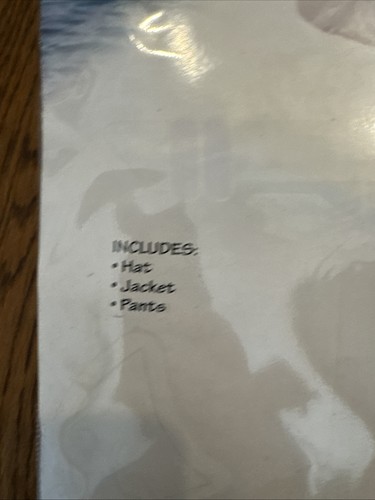 INCLUDES:
• Hat
• Jacket
• Pants